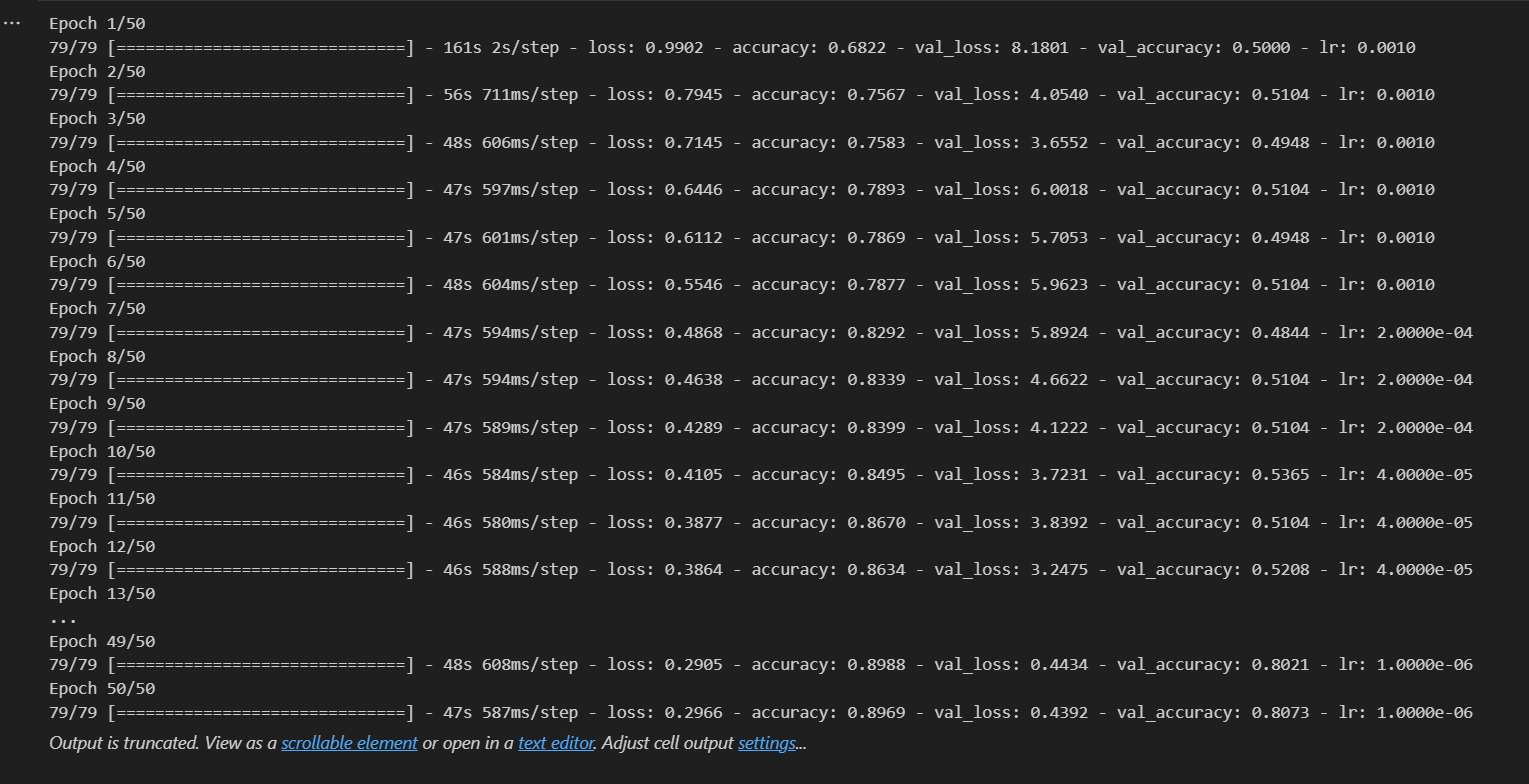 ...
Epoch 1/50
79/79 [==============================] - 161s 2s/step - loss: 0.9902 - accuracy: 0.6822 - val_loss: 8.1801 - val_accuracy: 0.5000 - lr: 0.0010
Epoch 2/50
79/79 [==============================] - 56s 711ms/step - loss: 0.7945 - accuracy: 0.7567 - val_loss: 4.0540 - val_accuracy: 0.5104 - lr: 0.0010
Epoch 3/50
79/79 [==============================] - 48s 606ms/step - loss: 0.7145 - accuracy: 0.7583 - val_loss: 3.6552 - val_accuracy: 0.4948 - lr: 0.0010
Epoch 4/50
79/79 [==============================] - 47s 597ms/step - loss: 0.6446 - accuracy: 0.7893 - val_loss: 6.0018 - val_accuracy: 0.5104 - lr: 0.0010
Epoch 5/50
79/79 [==============================] - 47s 601ms/step - loss: 0.6112 - accuracy: 0.7869 - val_loss: 5.7053 - val_accuracy: 0.4948 - lr: 0.0010
Epoch 6/50
79/79 [==============================] - 48s 604ms/step - loss: 0.5546 - accuracy: 0.7877 - val_loss: 5.9623 - val_accuracy: 0.5104 - lr: 0.0010
Epoch 7/50
79/79 [==============================] - 47s 594ms/step - loss: 0.4868 - accuracy: 0.8292 - val_loss: 5.8924 - val_accuracy: 0.4844 - lr: 2.0000e-04
Epoch 8/50
79/79 [==============================] - 47s 594ms/step - loss: 0.4638 - accuracy: 0.8339 - val_loss: 4.6622 - val_accuracy: 0.5104 - lr: 2.0000e-04
Epoch 9/50
79/79 [==============================] - 47s 589ms/step - loss: 0.4289 - accuracy: 0.8399 - val_loss: 4.1222 - val_accuracy: 0.5104 - lr: 2.0000e-04
Epoch 10/50
79/79 [==============================] - 46s 584ms/step - loss: 0.4105 - accuracy: 0.8495 - val_loss: 3.7231 - val_accuracy: 0.5365 - lr: 4.0000e-05
Epoch 11/50
79/79 [==============================] - 46s 580ms/step - loss: 0.3877 - accuracy: 0.8670 - val_loss: 3.8392 - val_accuracy: 0.5104 - lr: 4.0000e-05
Epoch 12/50
79/79 [==============================] - 46s 588ms/step - loss: 0.3864 - accuracy: 0.8634 - val_loss: 3.2475 - val_accuracy: 0.5208 - lr: 4.0000e-05
Epoch 13/50
...
Epoch 49/50
79/79 [==============================] - 48s 608ms/step - loss: 0.2905 - accuracy: 0.8988 - val_loss: 0.4434 - val_accuracy: 0.8021 - lr: 1.0000e-06
Epoch 50/50
79/79 [==============================] - 47s 587ms/step - loss: 0.2966 - accuracy: 0.8969 - val_loss: 0.4392 - val_accuracy: 0.8073 - lr: 1.0000e-06
Output is truncated. View as a scrollable element or open in a text editor. Adjust cell output settings...